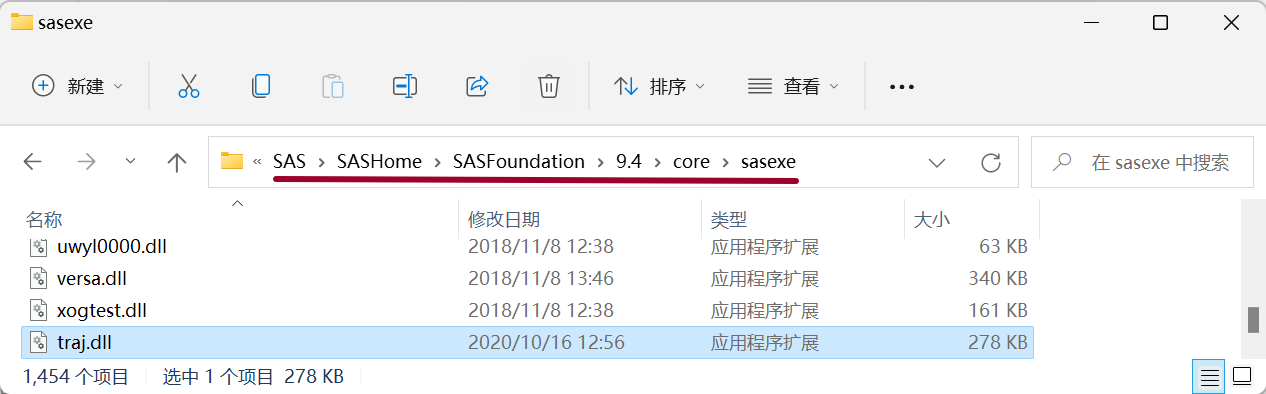 sasexe
新建 排序 查看
« SAS > SASHome > SASFoundation > 9.4 > core > sasexe 在 sasexe 中搜索
名称 修改日期 类型 大小
uwyl0000.dll 2018/11/8 12:38 应用程序扩展 63 KB
versa.dll 2018/11/8 13:46 应用程序扩展 340 KB
xogtest.dll 2018/11/8 12:38 应用程序扩展 161 KB
traj.dll 2020/10/16 12:56 应用程序扩展 278 KB
1,454 个项目 选中 1 个项目 278 KB